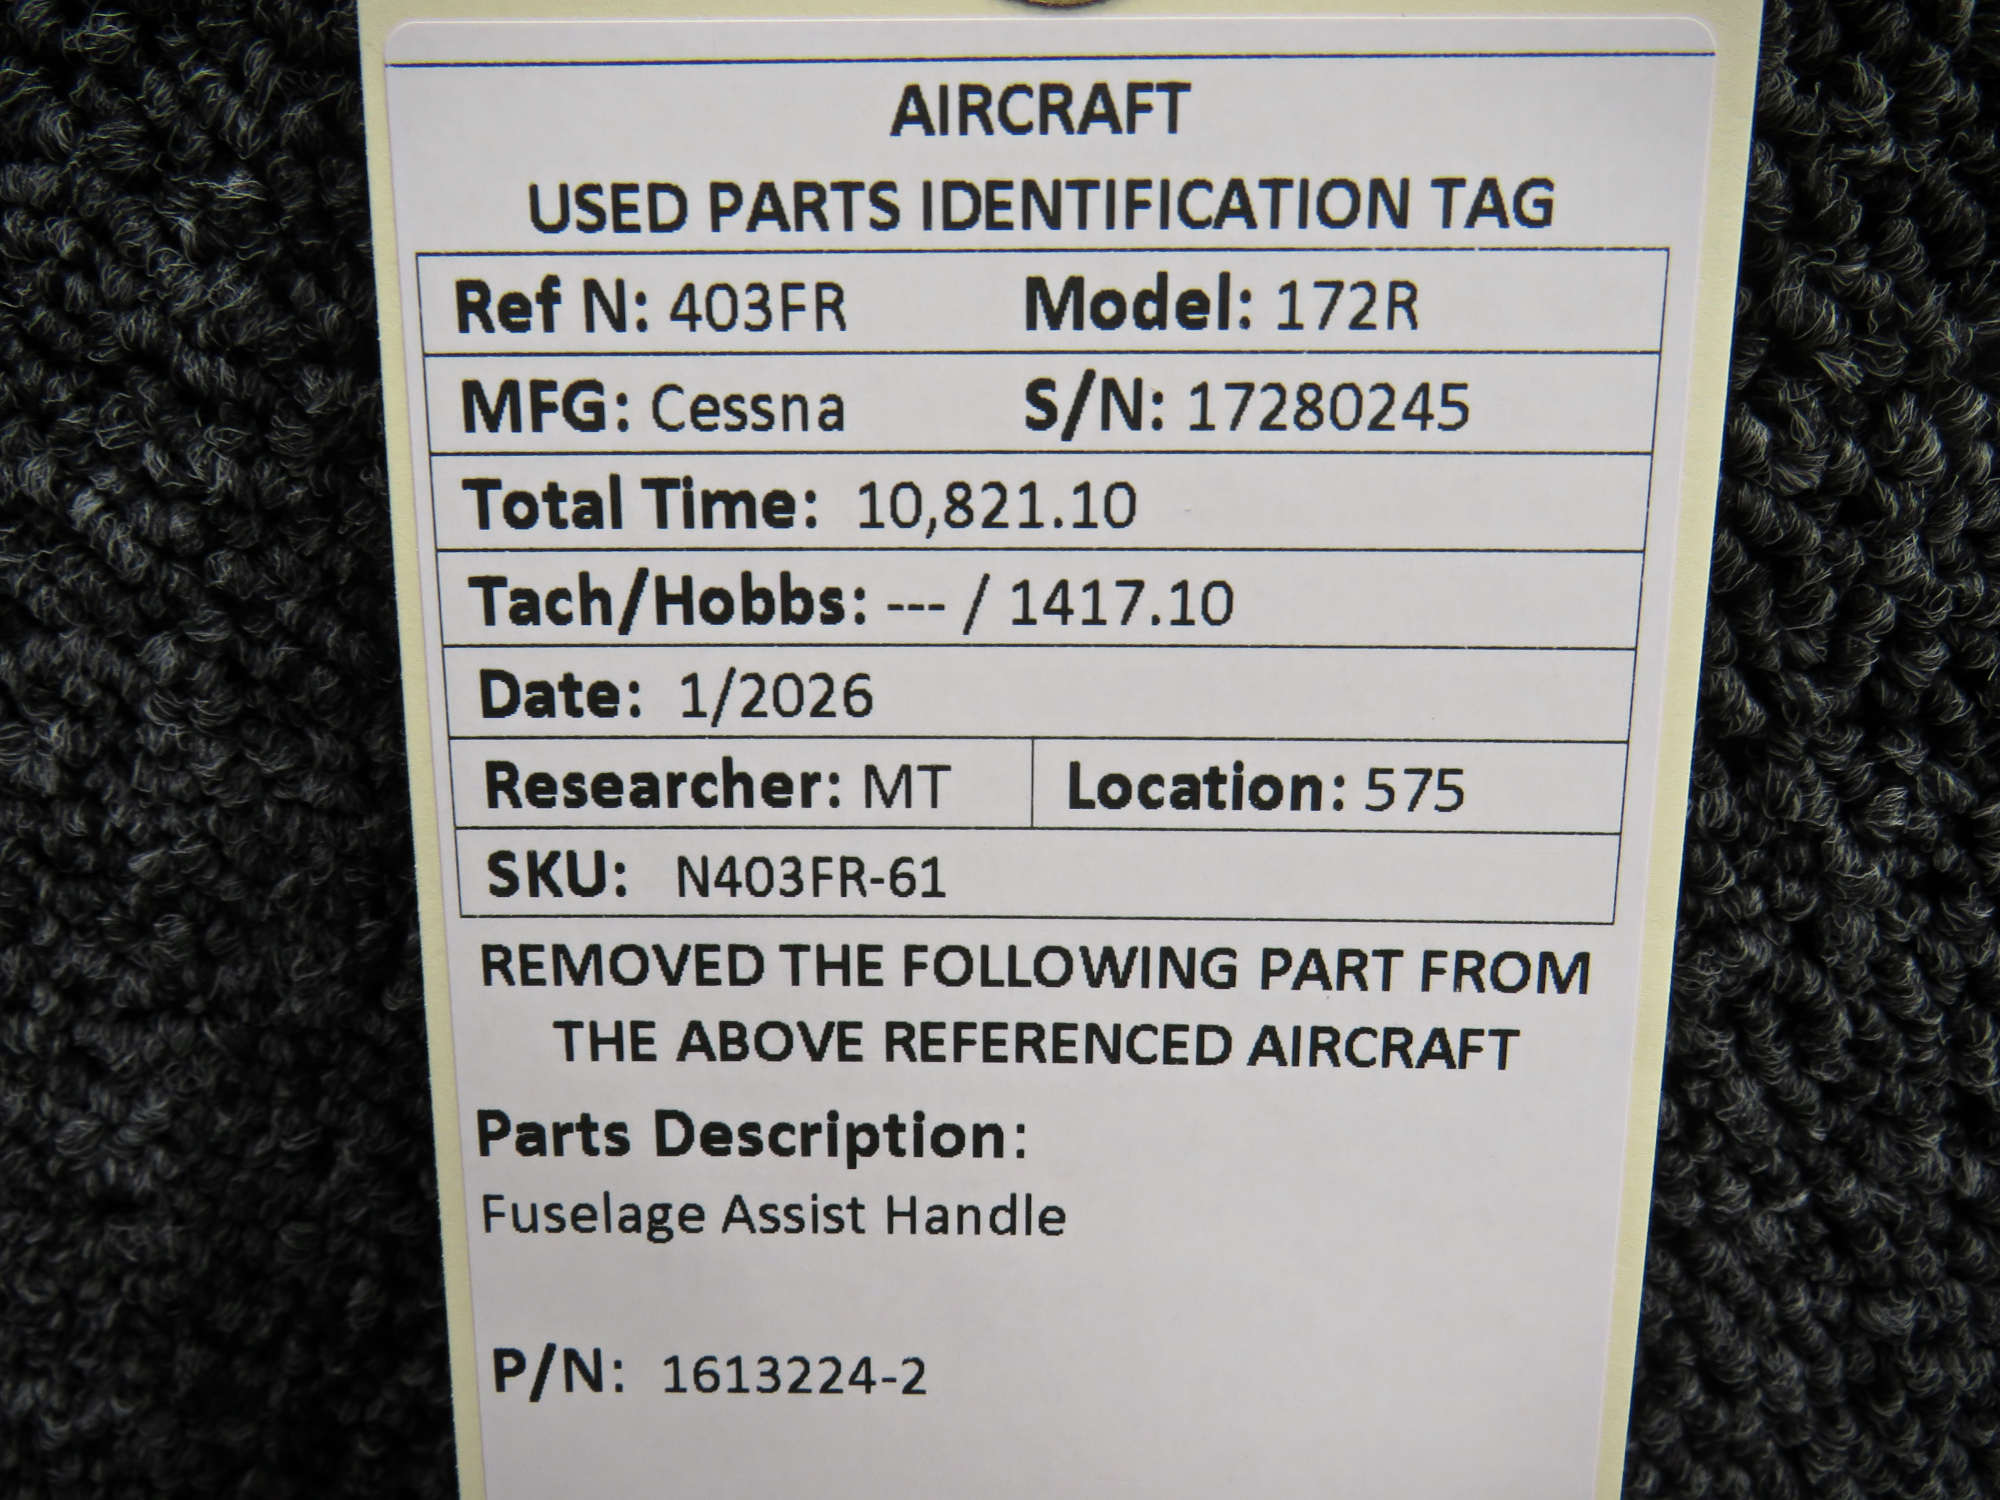 AIRCRAFT
USED PARTS IDENTIFICATION TAG
Ref N: 403FR Model: 172R
MFG: Cessna S/N: 17280245
Total Time: 10,821.10
Tach/Hobbs: --- / 1417.10
Date: 1/2026
Researcher: MT Location: 575
SKU: N403FR-61
REMOVED THE FOLLOWING PART FROM
THE ABOVE REFERENCED AIRCRAFT
Parts Description:
Fuselage Assist Handle
P/N: 1613224-2